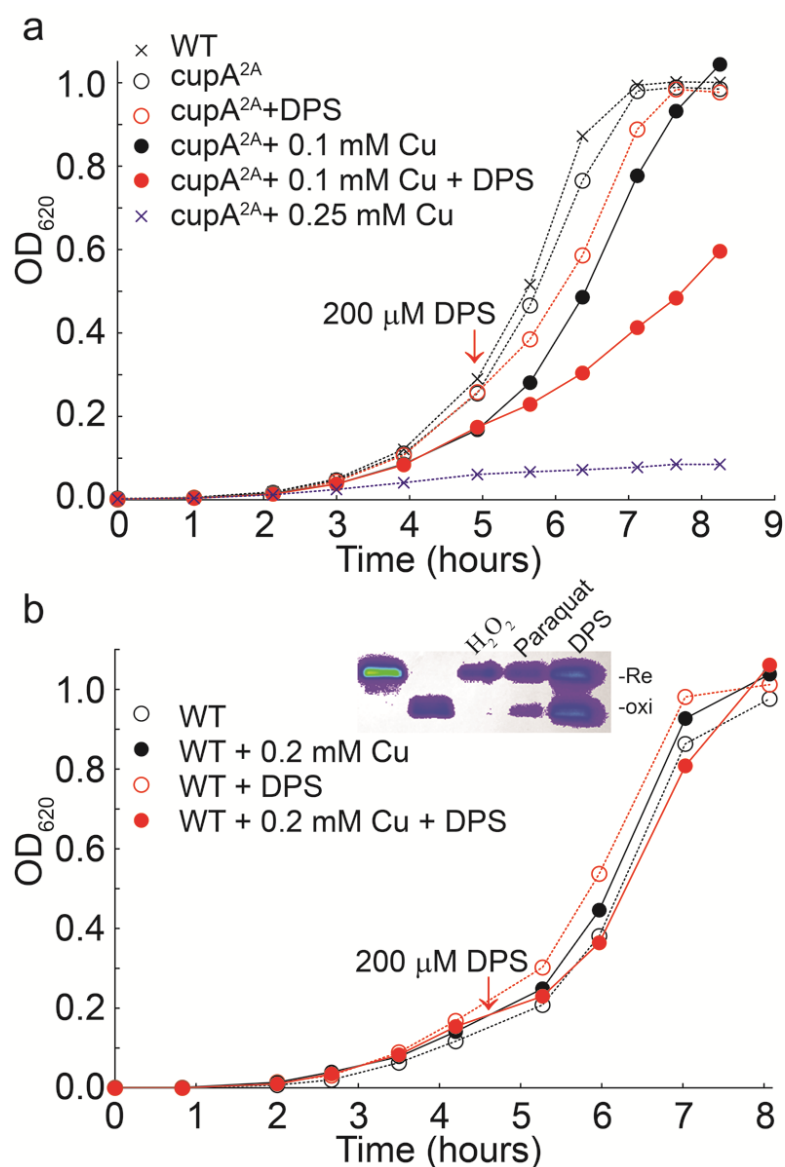 a
WT
cupA²ᴬ
cupA²ᴬ+DPS
cupA²ᴬ+ 0.1 mM Cu
cupA²ᴬ+ 0.1 mM Cu + DPS
cupA²ᴬ+ 0.25 mM Cu
1.0
0.8
0.6
0.4
0.2
0.0
OD₆₂₀
200 μM DPS
0 1 2 3 4 5 6 7 8 9
Time (hours)
b
H₂O₂
Paraquat
DPS
-Re
-oxi
WT
WT + 0.2 mM Cu
WT + DPS
WT + 0.2 mM Cu + DPS
1.0
0.8
0.6
0.4
0.2
0.0
OD₆₂₀
200 μM DPS
0 1 2 3 4 5 6 7 8
Time (hours)